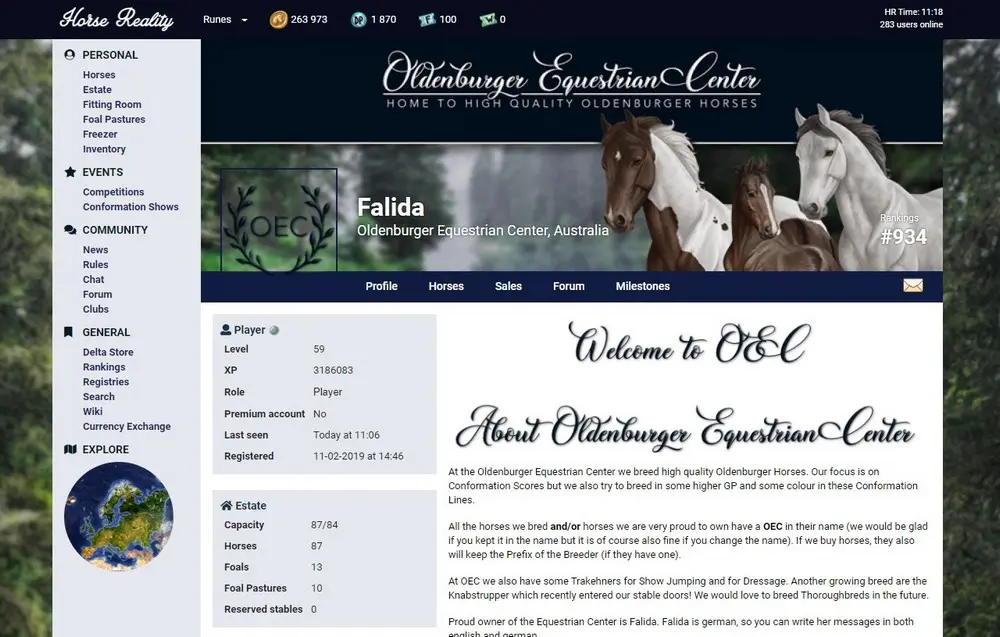 Horse Reality
Runes
263 973
DP
1 870
100
0
HR Time: 11:18
283 users online
PERSONAL
Horses
Estate
Fitting Room
Foal Pastures
Freezer
Inventory
EVENTS
Competitions
Conformation Shows
COMMUNITY
News
Rules
Chat
Forum
Clubs
GENERAL
Delta Store
Rankings
Registries
Search
Wiki
Currency Exchange
EXPLORE
Oldenburger Equestrian Center
HOME TO HIGH QUALITY OLDENBURGER HORSES
OEC
Falida
Oldenburger Equestrian Center, Australia
Rankings
#934
Profile
Horses
Sales
Forum
Milestones
Player
Level 59
XP 3186083
Role Player
Premium account No
Last seen Today at 11:06
Registered 11-02-2019 at 14:46
Estate
Capacity 87/84
Horses 87
Foals 13
Foal Pastures 10
Reserved stables 0
Welcome to OEC
About Oldenburger Equestrian Center
At the Oldenburger Equestrian Center we breed high quality Oldenburger Horses. Our focus is on
Conformation Scores but we also try to breed in some higher GP and some colour in these Conformation
Lines.
All the horses we bred and/or horses we are very proud to own have a OEC in their name (we would be glad
if you kept it in the name but it is of course also fine if you change the name). If we buy horses, they also
will keep the Prefix of the Breeder (if they have one).
At OEC we also have some Trakehners for Show Jumping and for Dressage. Another growing breed are the
Knabstrupper which recently entered our stable doors! We would love to breed Thoroughbreds in the future.
Proud owner of the Equestrian Center is Falida. Falida is german, so you can write her messages in both
english and german.